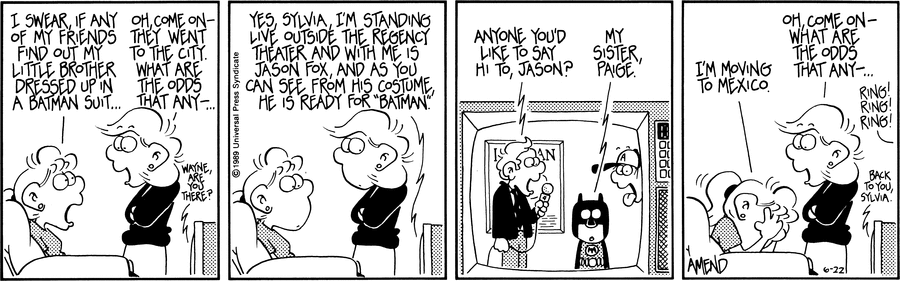 I SWEAR, IF ANY
OF MY FRIENDS
FIND OUT MY
LITTLE BROTHER
DRESSED UP IN
A BATMAN SUIT...
OH, COME ON—
THEY WENT
TO THE CITY.
WHAT ARE
THE ODDS
THAT ANY—...
WAYNE,
ARE
YOU
THERE?
©1989 Universal Press Syndicate
YES, SYLVIA, I'M STANDING
LIVE OUTSIDE THE REGENCY
THEATER AND WITH ME IS
JASON FOX, AND AS YOU
CAN SEE FROM HIS COSTUME,
HE IS READY FOR "BATMAN".
ANYONE YOU'D
LIKE TO SAY
HI TO, JASON?
MY
SISTER,
PAIGE.
I'M MOVING
TO MEXICO.
OH, COME ON—
WHAT ARE
THE ODDS
THAT ANY—...
RING!
RING!
RING!
BACK
TO YOU,
SYLVIA.
AMEND
6-22